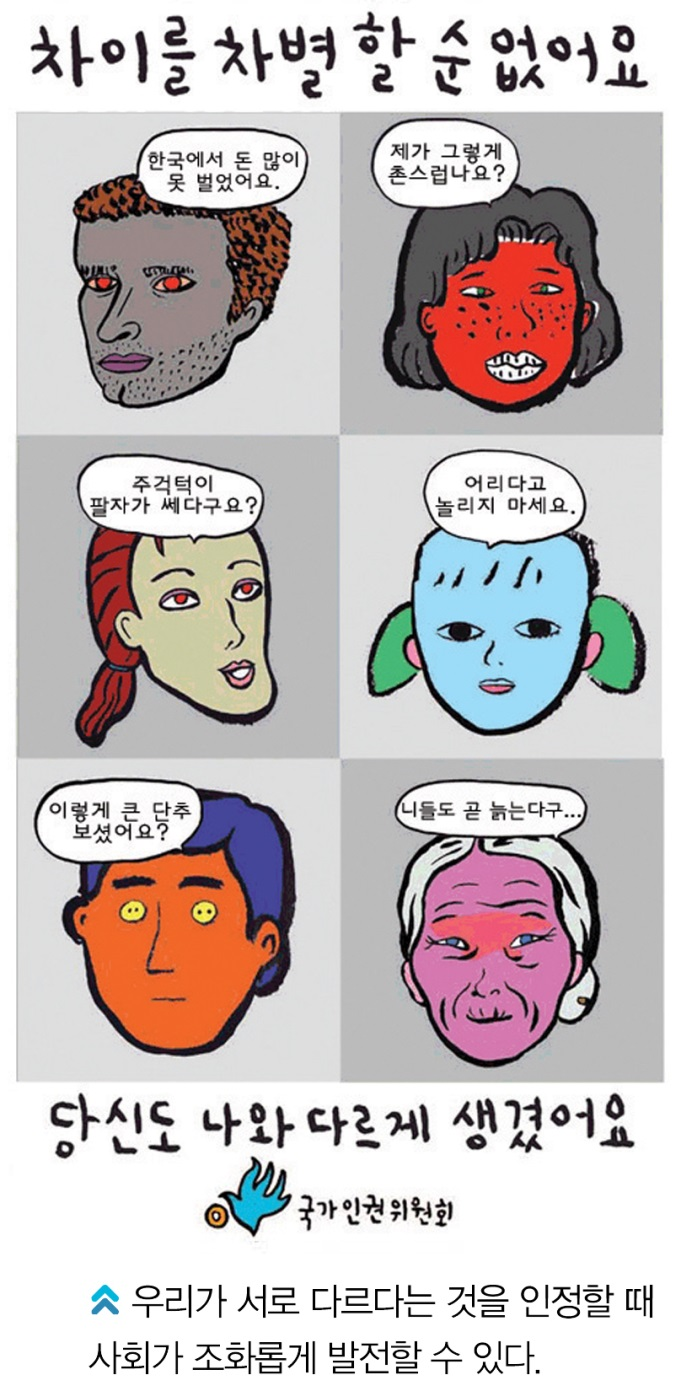 차이를 차별 할 순 없어요
한국에서 돈 많이
못 벌었어요.
제가 그렇게
촌스럽나요?
주걱턱이
팔자가 쎄다구요?
어리다고
놀리지 마세요.
이렇게 큰 단추
보셨어요?
니들도 곧 늙는다구...
당신도 나와 다르게 생겼어요
국가인권위원회
우리가 서로 다르다는 것을 인정할 때
사회가 조화롭게 발전할 수 있다.